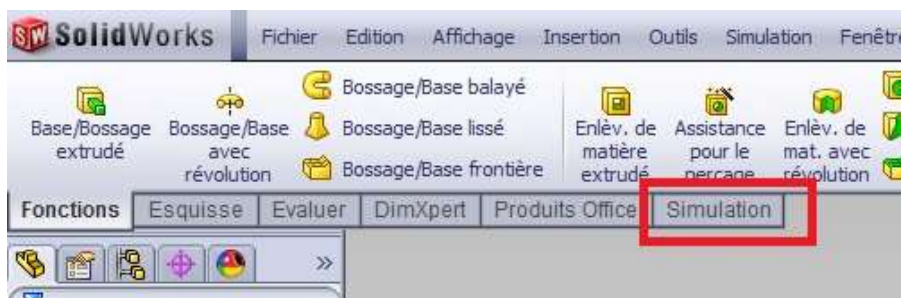 SolidWorks Fichier Edition Affichage Insertion Outils Simulation Fenêtre
Base/Bossage extrudé
Bossage/Base avec révolution
Bossage/Base balayé
Bossage/Base lissé
Bossage/Base frontière
Enlèv. de matière extrudé
Assistance pour le perçage
Enlèv. de mat. avec révolution
Fonctions Esquisse Evaluer DimXpert Produits Office Simulation
»